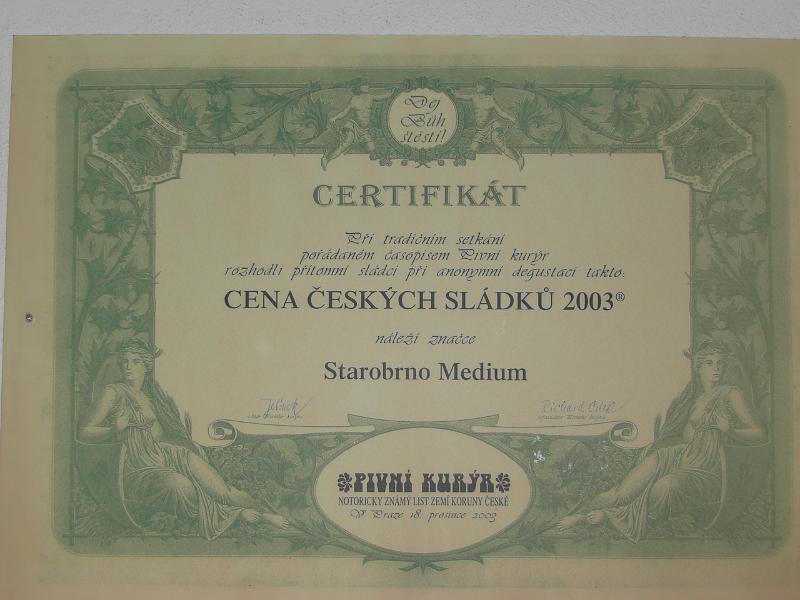 Dej
Bůh
štěstí!
CERTIFIKÁT
Při tradičním setkání
pořádaném časopisem Pivní kurýr
rozhodli přítomní sládci při anonymní degustaci takto:
CENA ČESKÝCH SLÁDKŮ 2003®
náleží značce
Starobrno Medium
PIVNÍ KURÝR
NOTORICKY ZNÁMÝ LIST ZEMÍ KORUNY ČESKÉ
V Praze 18. prosince 2003